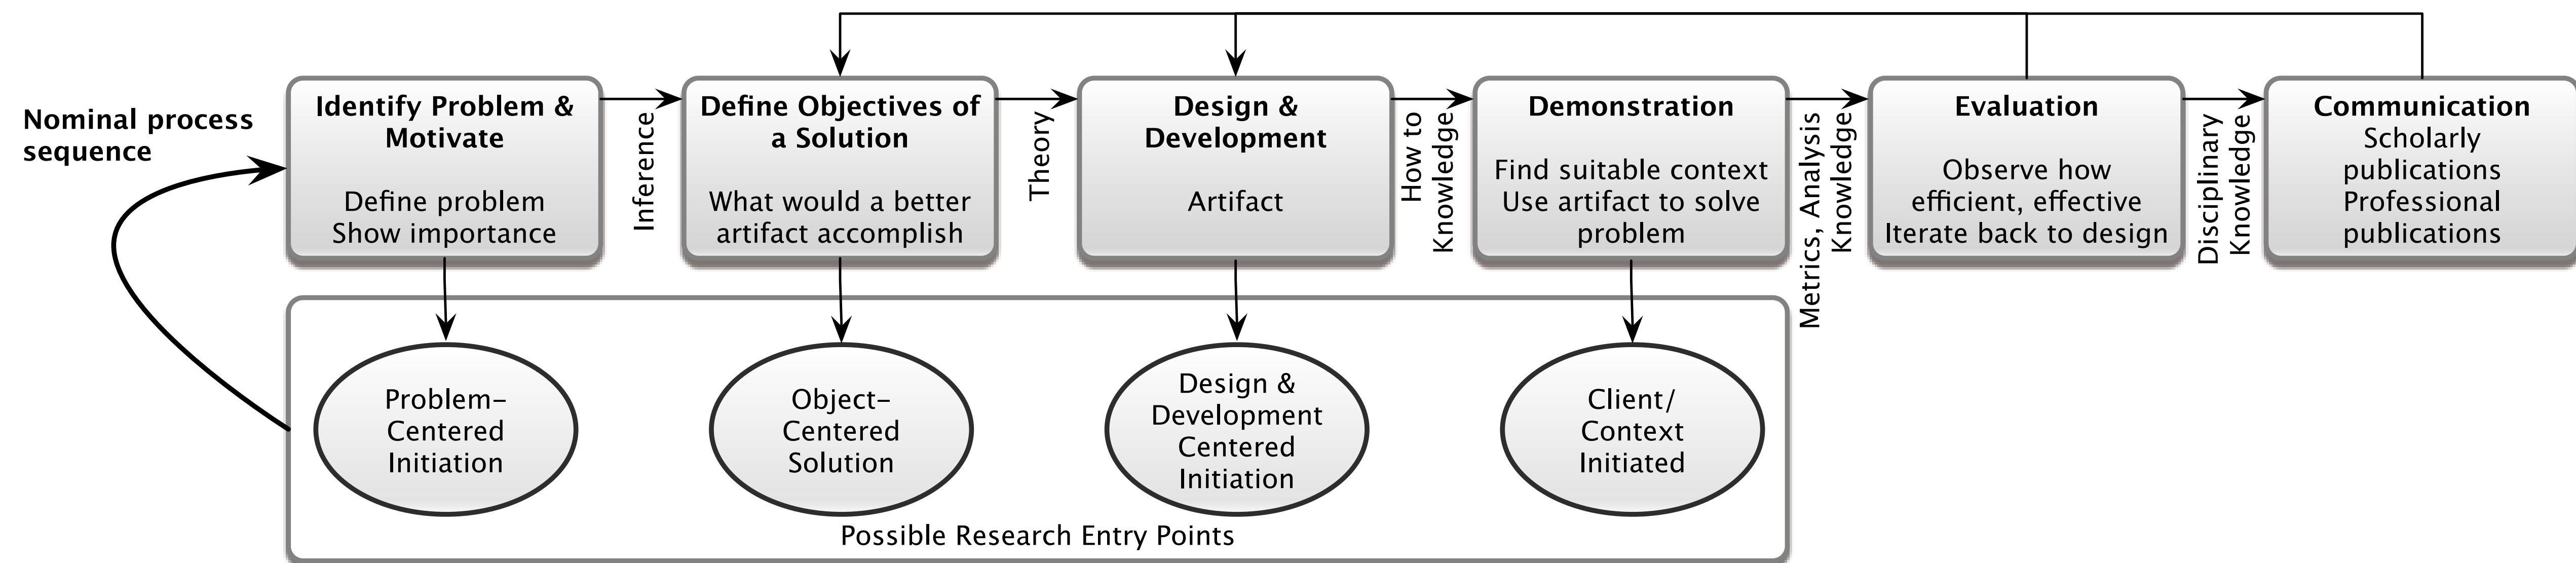 Nominal process
sequence
Identify Problem &
Motivate
Define problem
Show importance
Inference
Define Objectives of
a Solution
What would a better
artifact accomplish
Theory
Design &
Development
Artifact
How to
Knowledge
Demonstration
Find suitable context
Use artifact to solve
problem
Metrics, Analysis
Knowledge
Evaluation
Observe how
efficient, effective
Iterate back to design
Disciplinary
Knowledge
Communication
Scholarly
publications
Professional
publications
Problem-
Centered
Initiation
Object-
Centered
Solution
Design &
Development
Centered
Initiation
Client/
Context
Initiated
Possible Research Entry Points